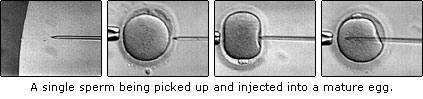 A single sperm being picked up and injected into a mature egg.